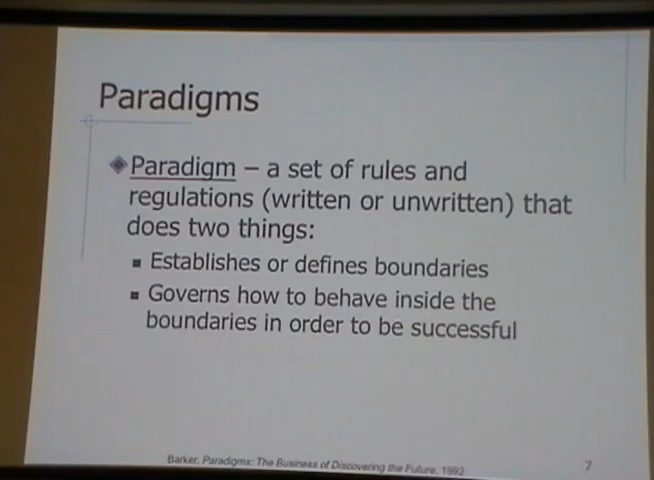 Paradigms
Paradigm – a set of rules and
regulations (written or unwritten) that
does two things:
Establishes or defines boundaries
Governs how to behave inside the
boundaries in order to be successful
Barker, Paradigms: The Business of Discovering the Future, 1992
7